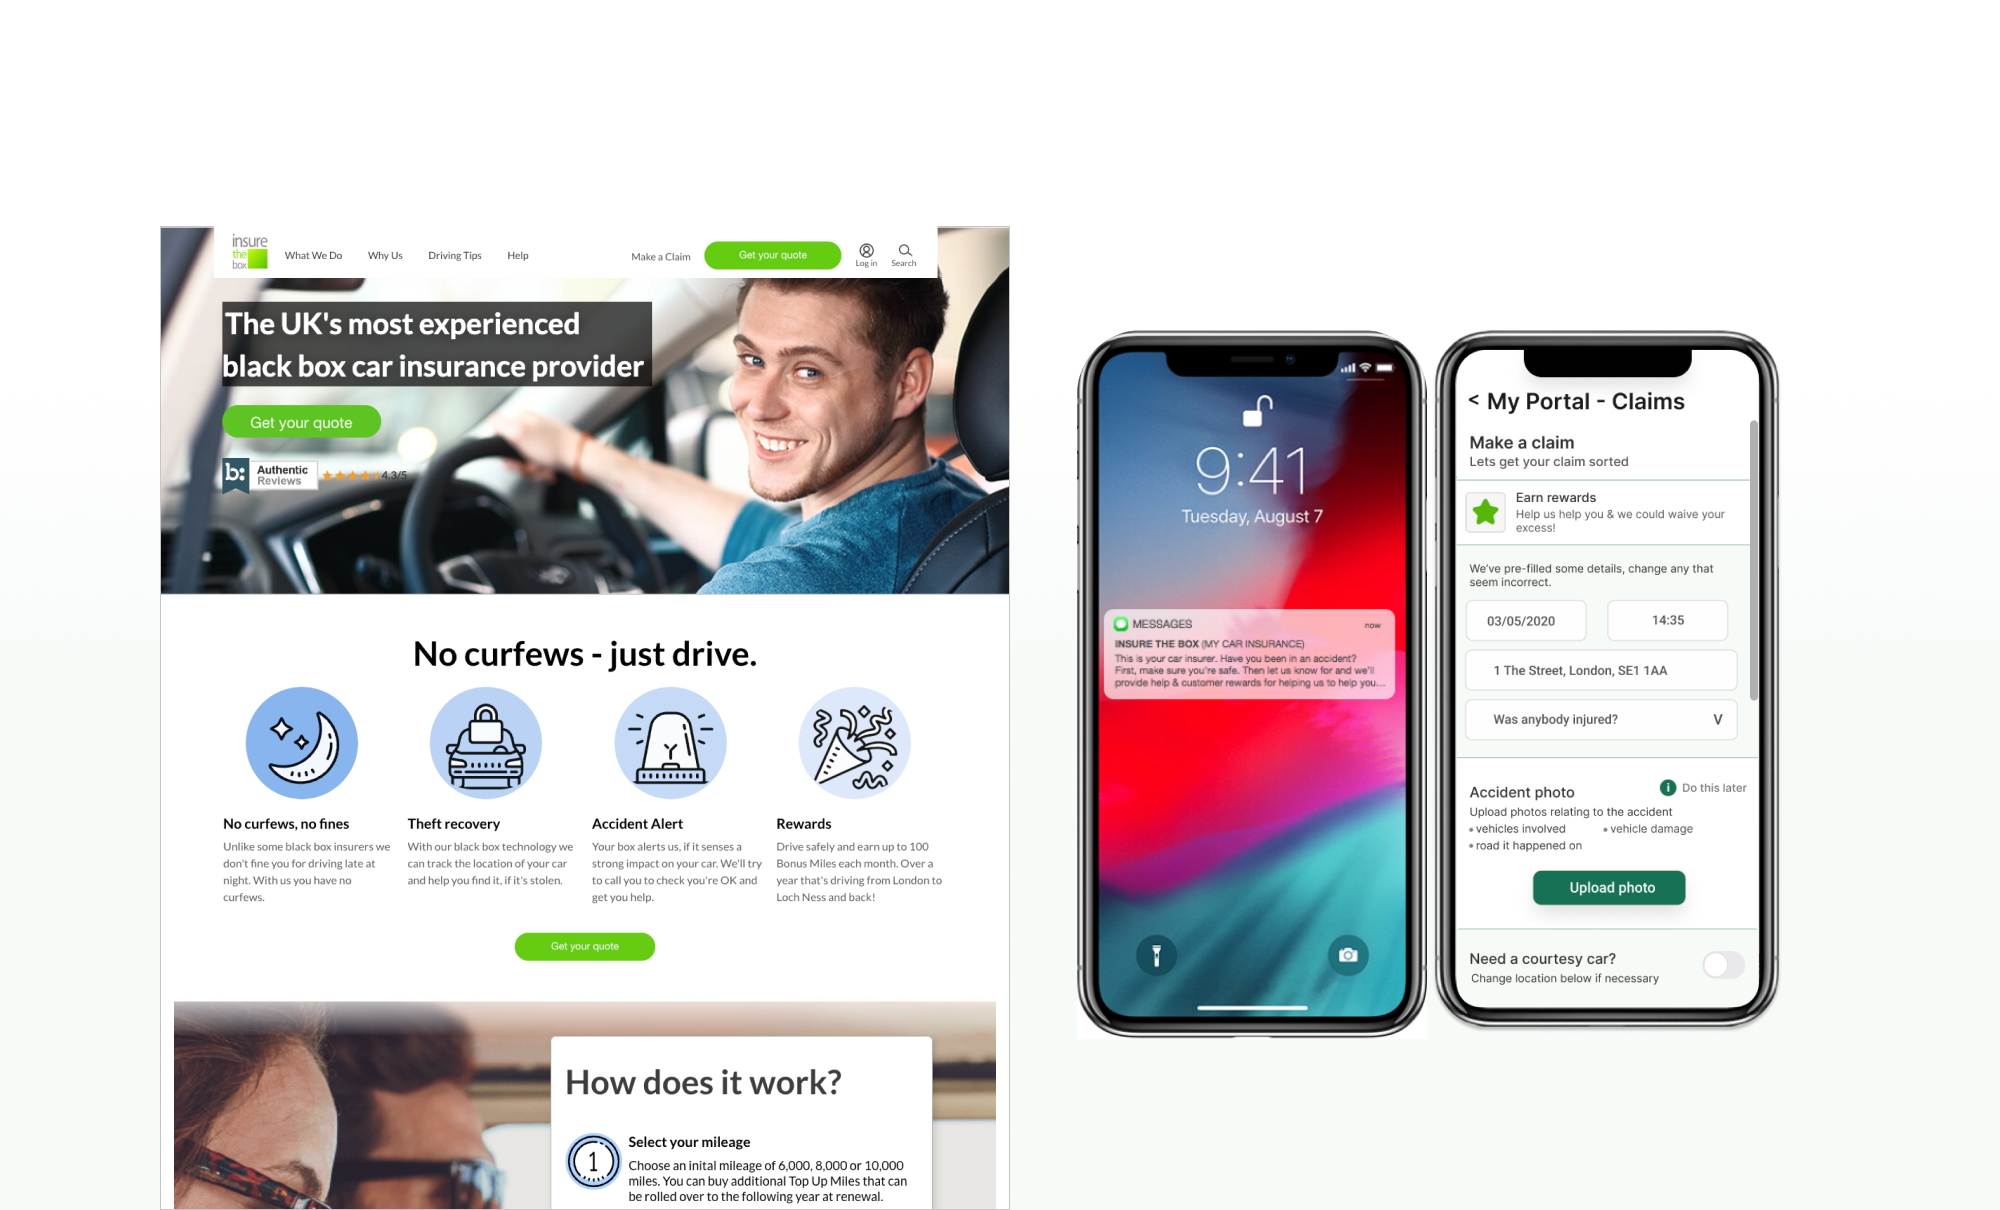 insure
the
box
What We Do
Why Us
Driving Tips
Help
Make a Claim
Get your quote
Log in
Search
The UK's most experienced
black box car insurance provider
Get your quote
b:
Authentic
Reviews
4.3/5
No curfews - just drive.
No curfews, no fines
Unlike some black box insurers we
don't fine you for driving late at
night. With us you have no
curfews.
Theft recovery
With our black box technology we
can track the location of your car
and help you find it, if it's stolen.
Accident Alert
Your box alerts us, if it senses a
strong impact on your car. We'll try
to call you to check you're OK and
get you help.
Rewards
Drive safely and earn up to 100
Bonus Miles each month. Over a
year that's driving from London to
Loch Ness and back!
Get your quote
How does it work?
1
Select your mileage
Choose an inital mileage of 6,000, 8,000 or 10,000
miles. You can buy additional Top Up Miles that can
be rolled over to the following year at renewal.
9:41
Tuesday, August 7
MESSAGES
now
INSURE THE BOX (MY CAR INSURANCE)
This is your car insurer. Have you been in an accident?
First, make sure you're safe. Then let us know for and we'll
provide help & customer rewards for helping us to help you...
< My Portal - Claims
Make a claim
Lets get your claim sorted
Earn rewards
Help us help you & we could waive your
excess!
We've pre-filled some details, change any that
seem incorrect.
03/05/2020
14:35
1 The Street, London, SE1 1AA
Was anybody injured?
V
Accident photo
i Do this later
Upload photos relating to the accident
• vehicles involved
• vehicle damage
• road it happened on
Upload photo
Need a courtesy car?
Change location below if necessary